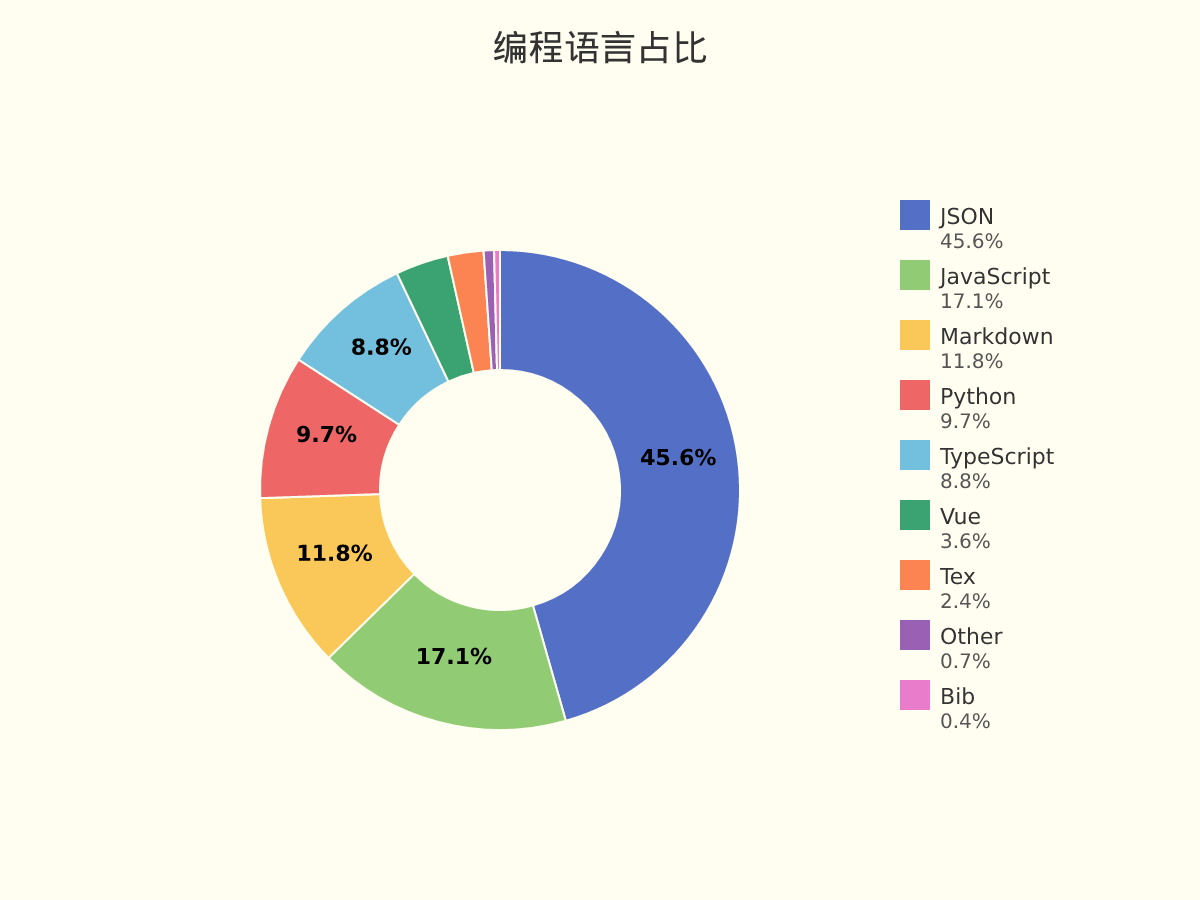 编程语言占比
8.8%
9.7%
45.6%
11.8%
17.1%
JSON
45.6%
JavaScript
17.1%
Markdown
11.8%
Python
9.7%
TypeScript
8.8%
Vue
3.6%
Tex
2.4%
Other
0.7%
Bib
0.4%